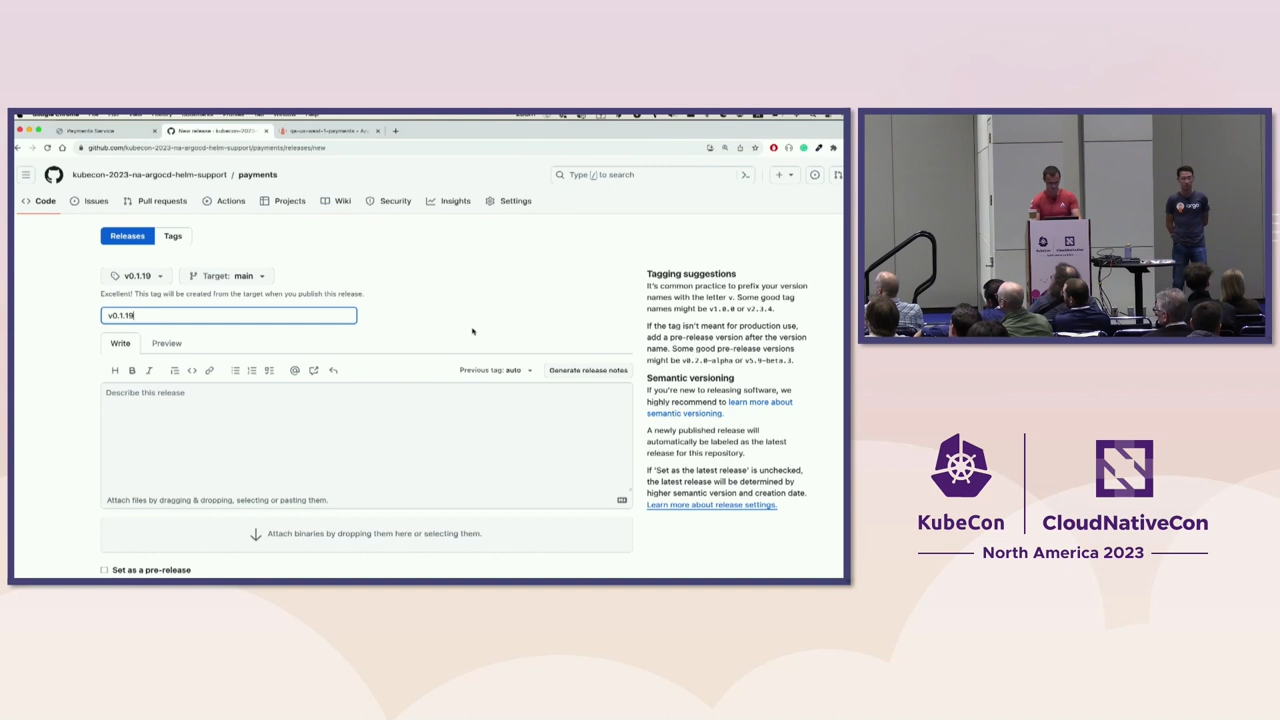 Payments Service
New release · kubecon-2023-
qa-us-west-1-payments - A
github.com/kubecon-2023-na-argocd-helm-support/payments/releases/new
kubecon-2023-na-argocd-helm-support / payments
Type / to search
Code
Issues
Pull requests
Actions
Projects
Wiki
Security
Insights
Settings
Releases
Tags
v0.1.19
Target: main
Excellent! This tag will be created from the target when you publish this release.
v0.1.19
Write
Preview
H B I
Previous tag: auto
Generate release notes
Describe this release
Attach files by dragging & dropping, selecting or pasting them.
Attach binaries by dropping them here or selecting them.
Set as a pre-release
Tagging suggestions
It's common practice to prefix your version
names with the letter v. Some good tag
names might be v1.0.0 or v2.3.4.
If the tag isn't meant for production use,
add a pre-release version after the version
name. Some good pre-release versions
might be v0.2.0-alpha or v5.9-beta.3.
Semantic versioning
If you're new to releasing software, we
highly recommend to learn more about
semantic versioning.
A newly published release will
automatically be labeled as the latest
release for this repository.
If 'Set as the latest release' is unchecked,
the latest release will be determined by
higher semantic version and creation date.
Learn more about release settings.
argo
KubeCon
CloudNativeCon
North America 2023